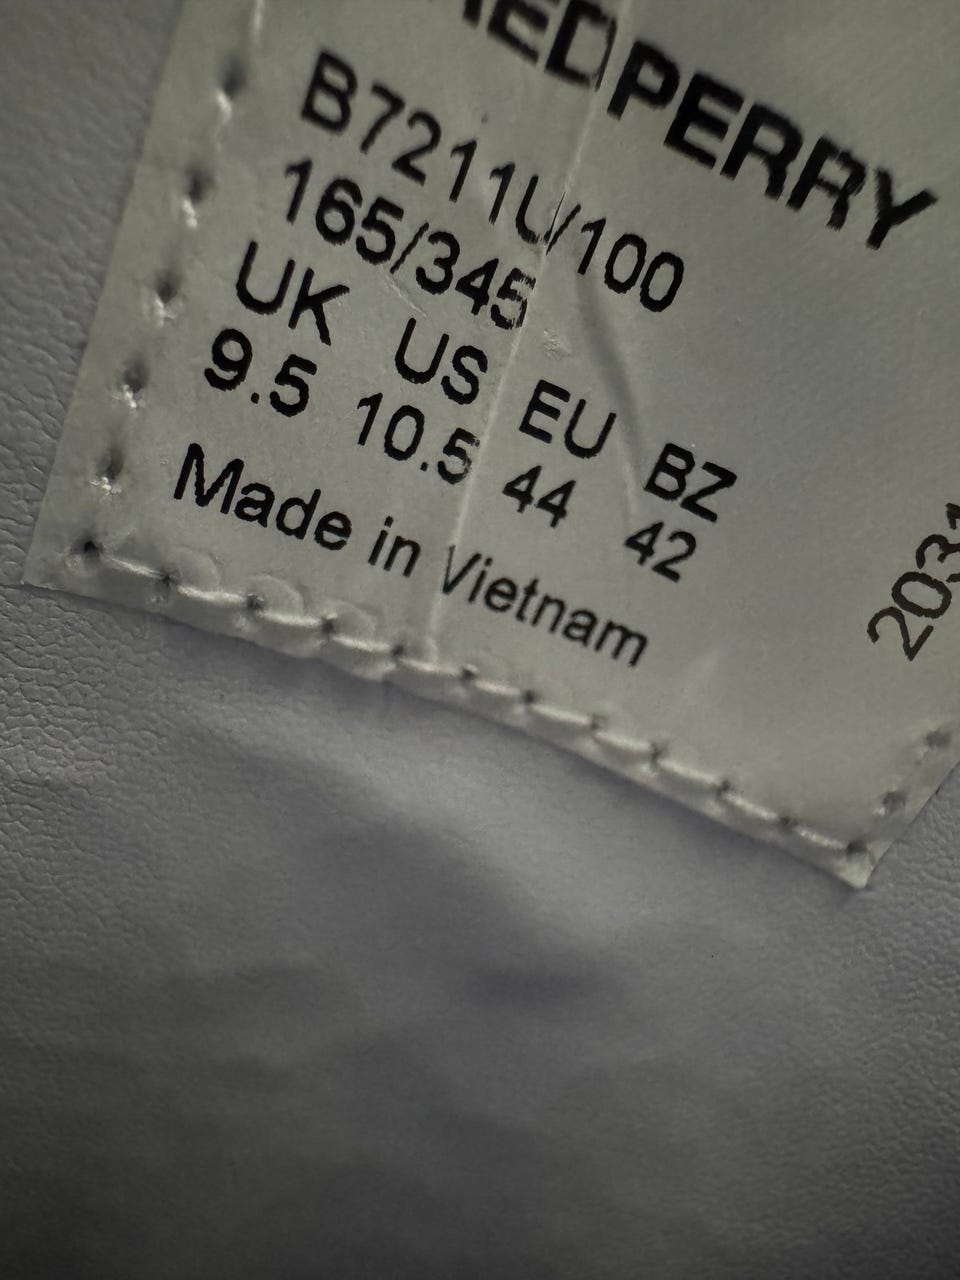 PERRY
B7211U/100
165/345
UK US EU BZ
9.5 10.5 44 42
Made in Vietnam